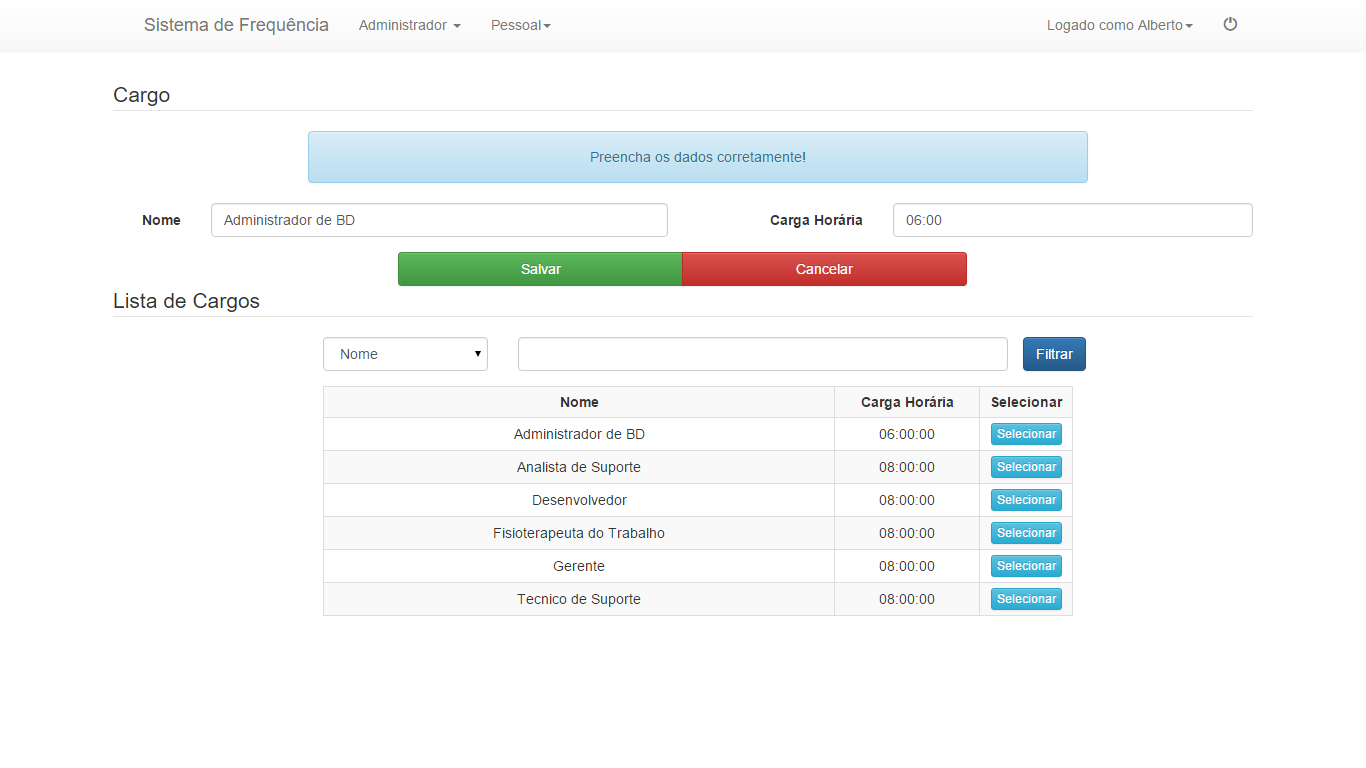 Sistema de Frequência Administrador Pessoal Logado como Alberto
Cargo
Preencha os dados corretamente!
Nome Administrador de BD Carga Horária 06:00
Salvar Cancelar
Lista de Cargos
Nome Filtrar
Nome Carga Horária Selecionar
Administrador de BD 06:00:00 Selecionar
Analista de Suporte 08:00:00 Selecionar
Desenvolvedor 08:00:00 Selecionar
Fisioterapeuta do Trabalho 08:00:00 Selecionar
Gerente 08:00:00 Selecionar
Tecnico de Suporte 08:00:00 Selecionar